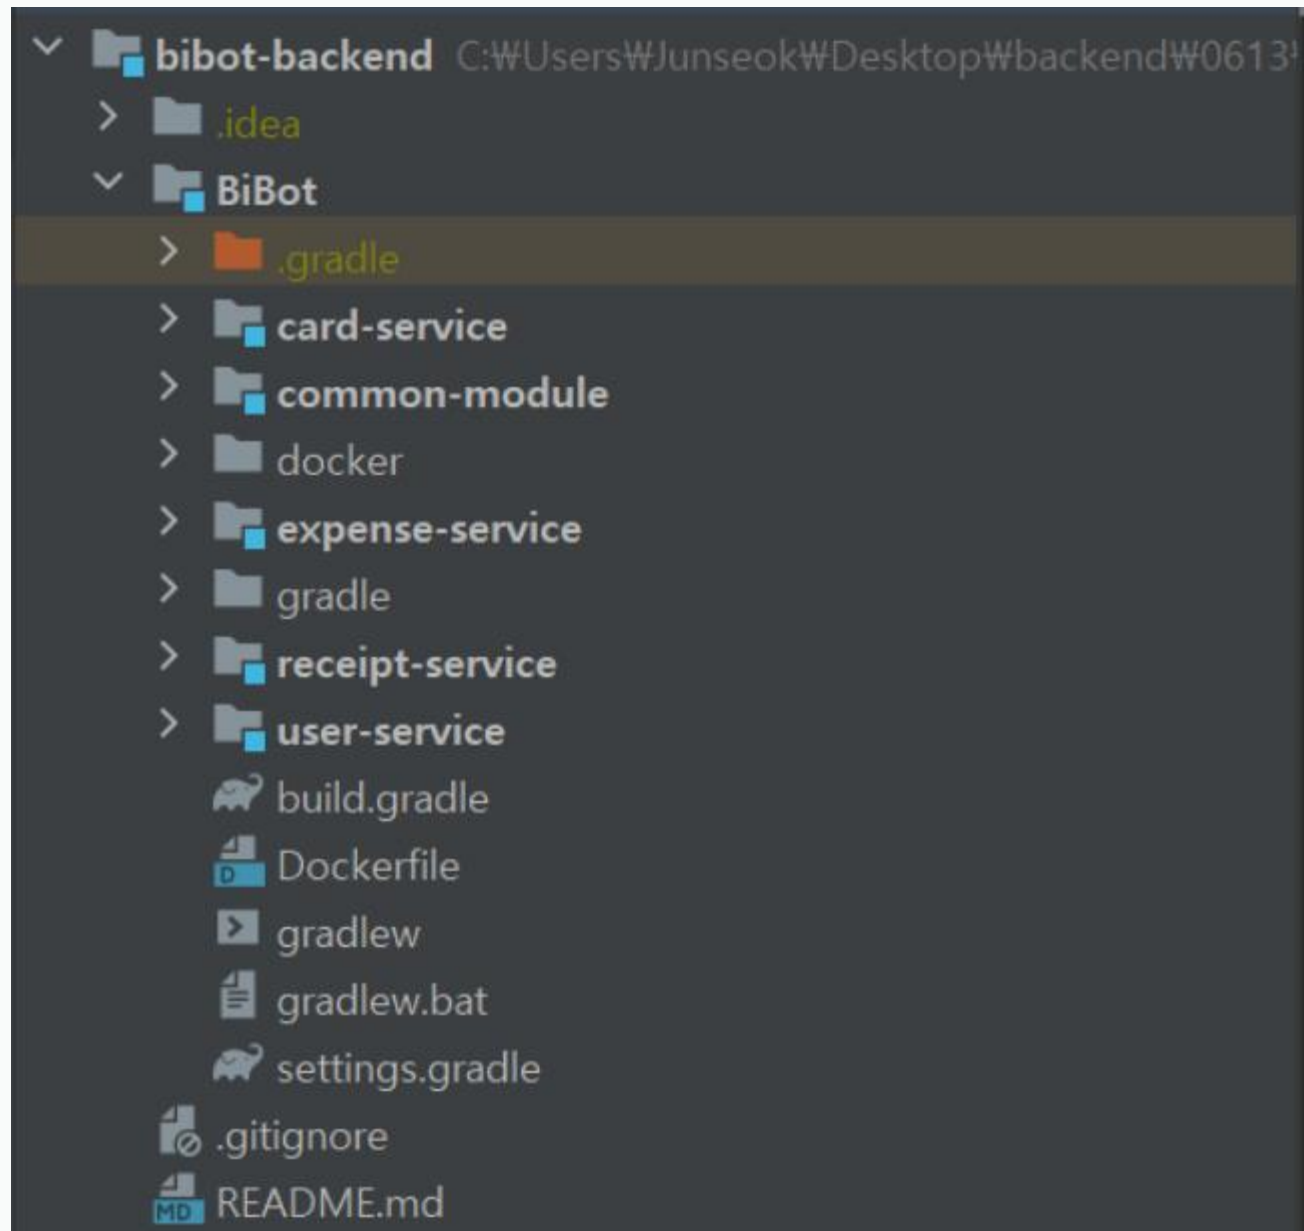 bibot-backend C:₩Users₩Junseok₩Desktop₩backend₩0613
.idea
BiBot
.gradle
card-service
common-module
docker
expense-service
gradle
receipt-service
user-service
build.gradle
D Dockerfile
gradlew
gradlew.bat
settings.gradle
.gitignore
MD README.md